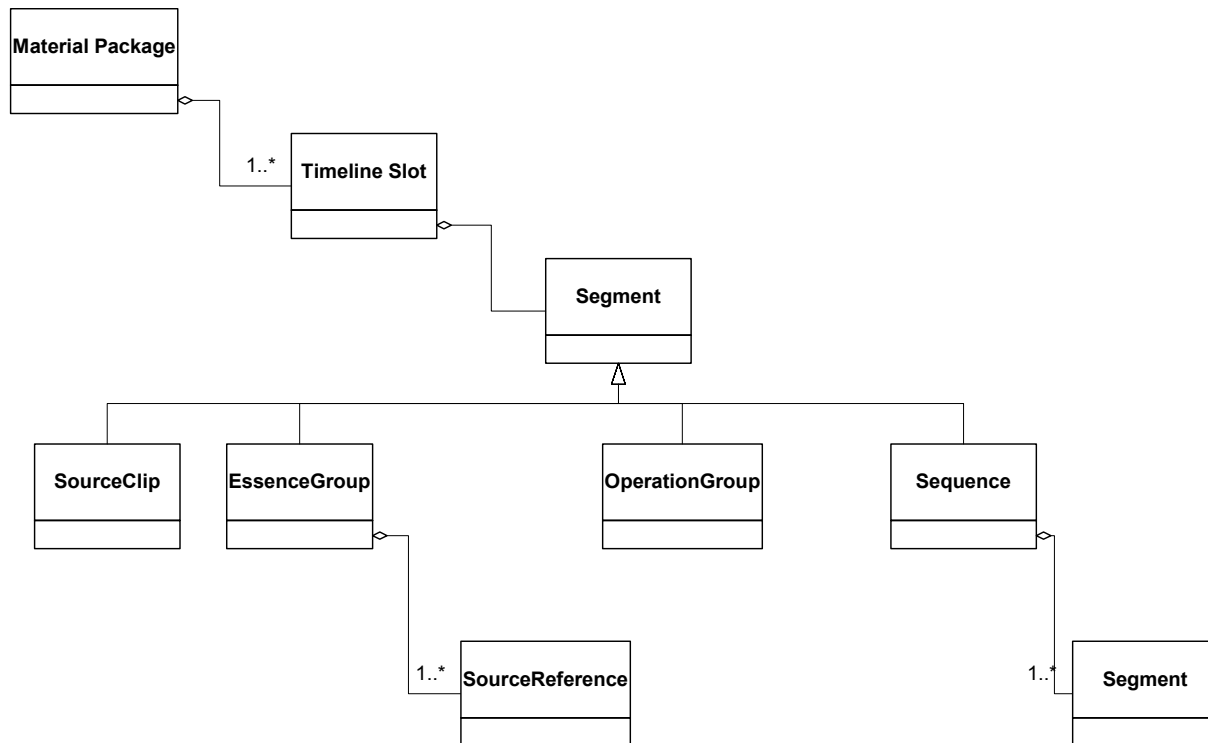 Material Package
1..*
Timeline Slot
Segment
SourceClip
EssenceGroup
OperationGroup
Sequence
1..*
SourceReference
1..*
Segment